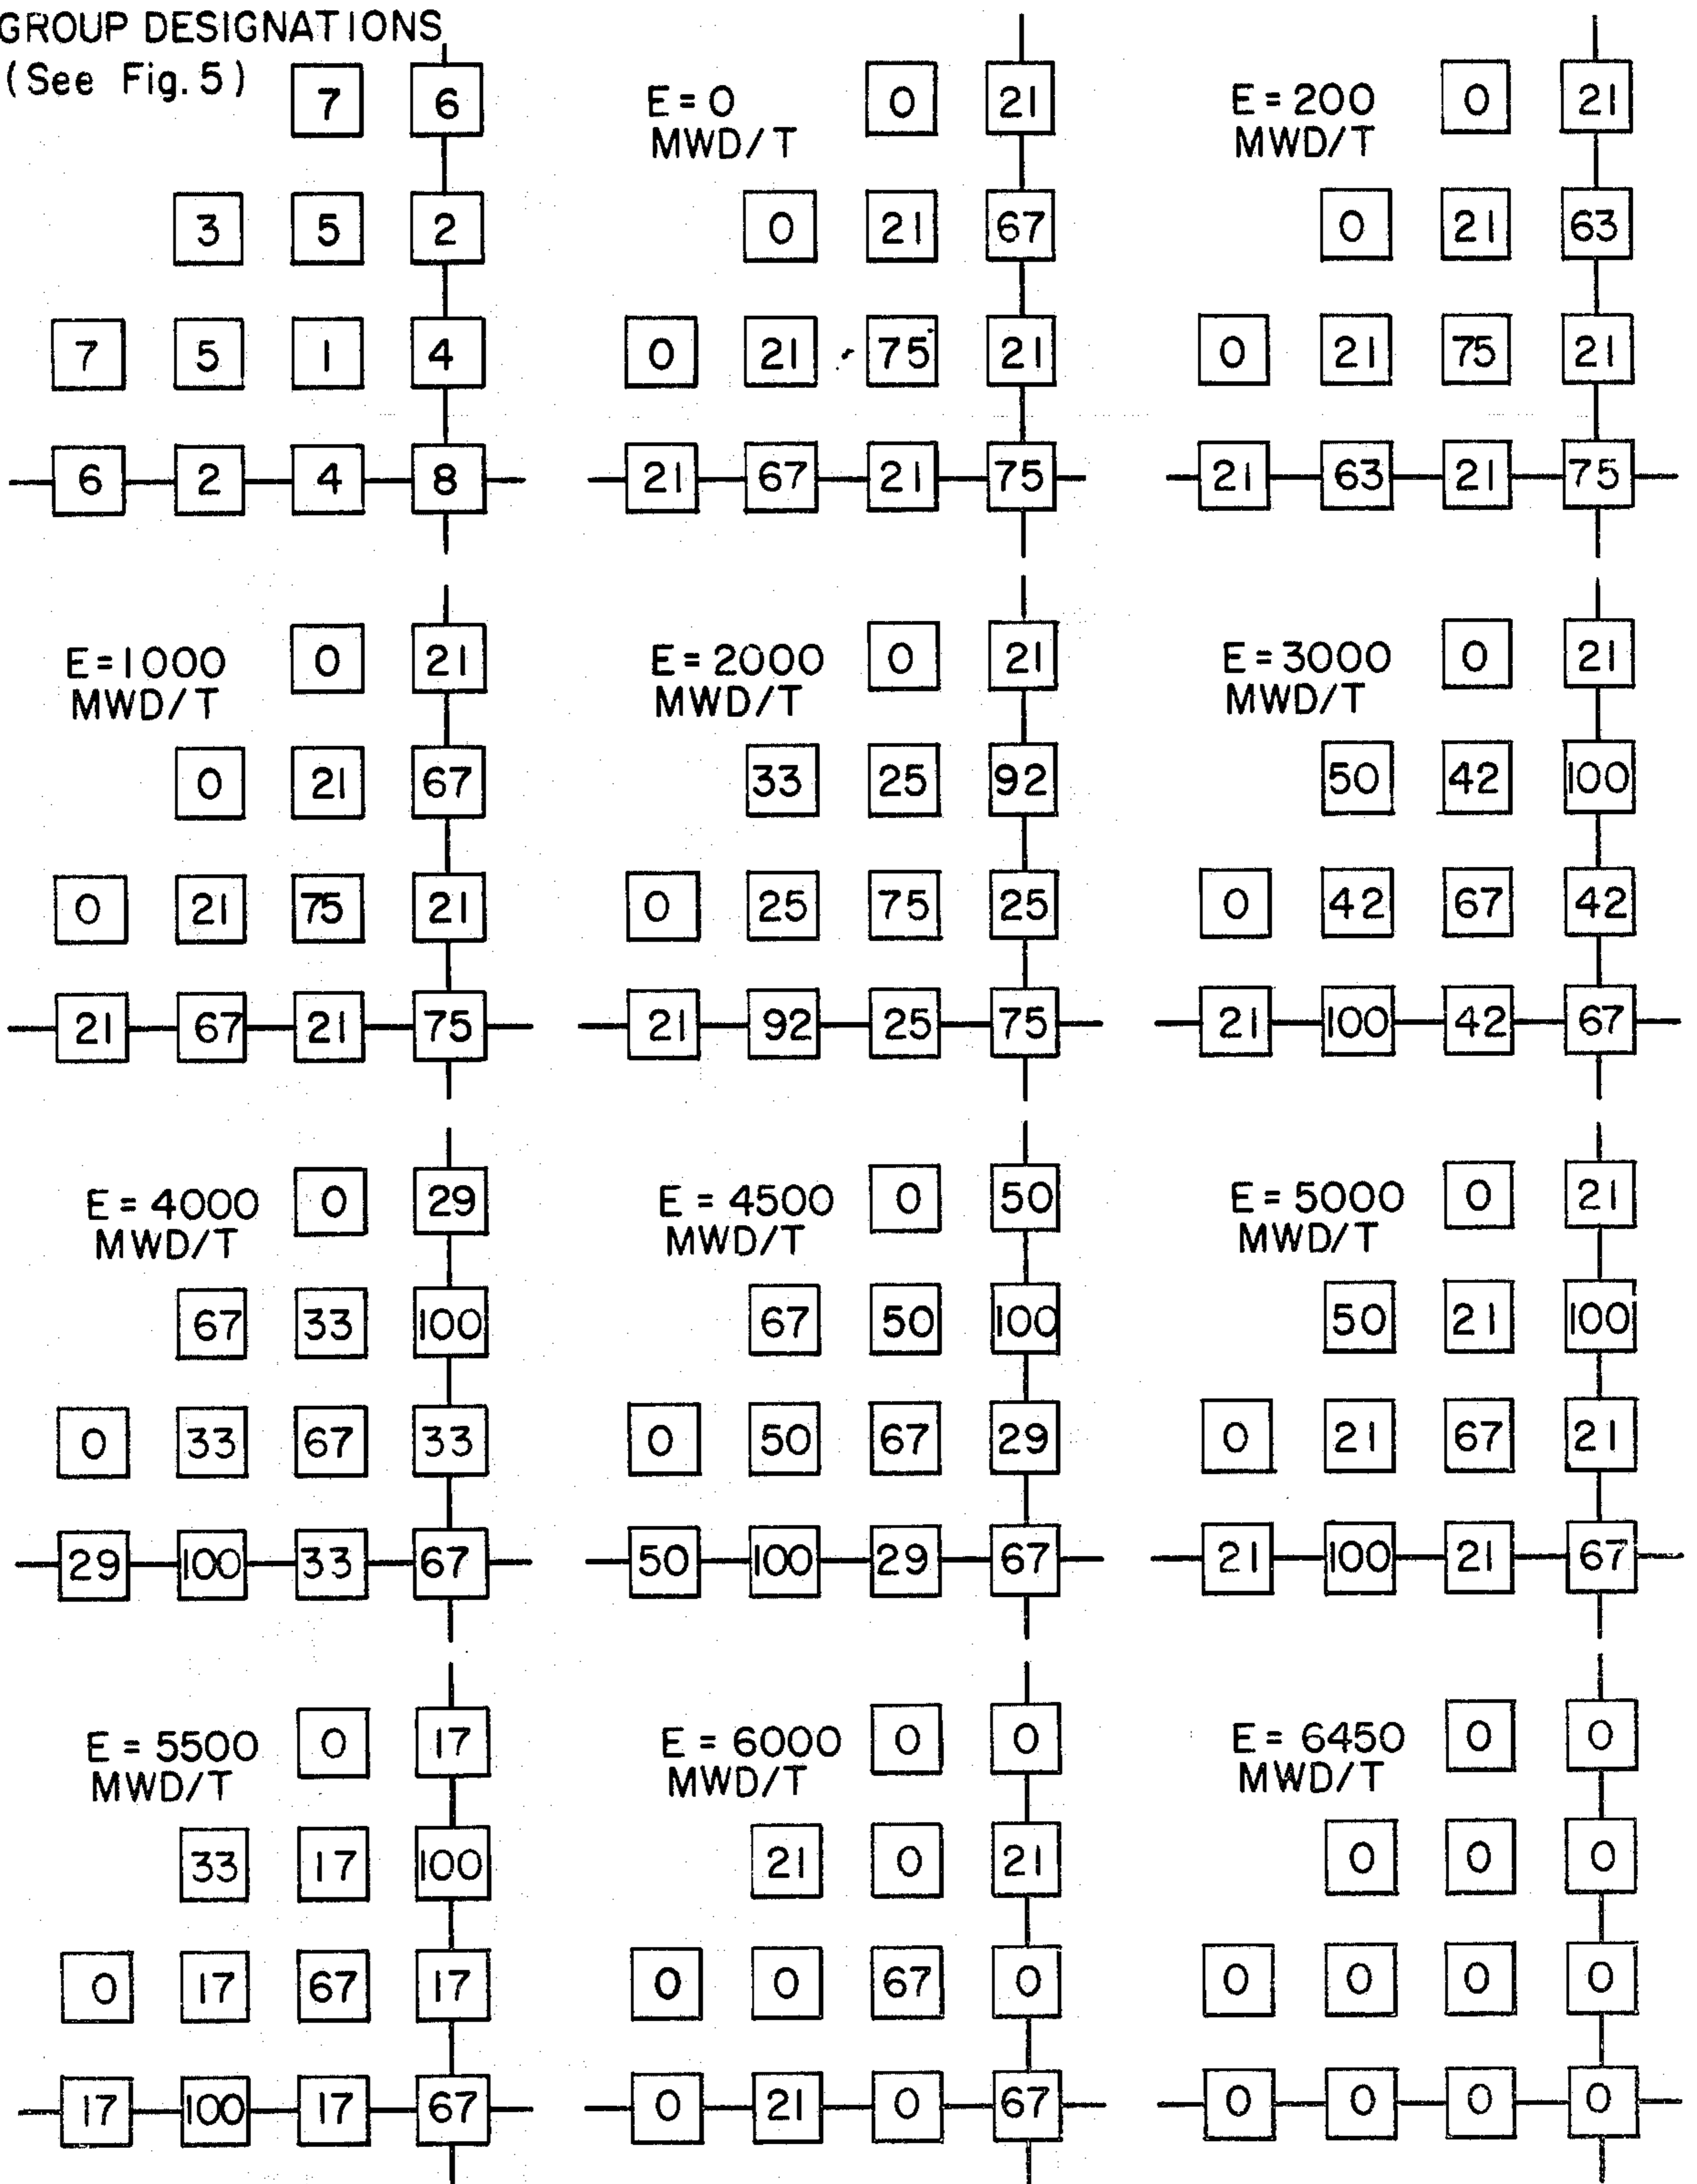 GROUP DESIGNATIONS
(See Fig. 5)
7 6
3 5 2
7 5 1 4
6 2 4 8
E = 0
MWD/T
0 21
0 21 67
0 21 75 21
21 67 21 75
E = 200
MWD/T
0 21
0 21 63
0 21 75 21
21 63 21 75
E = 1000
MWD/T
0 21
0 21 67
0 21 75 21
21 67 21 75
E = 2000
MWD/T
0 21
33 25 92
0 25 75 25
21 92 25 75
E = 3000
MWD/T
0 21
50 42 100
0 42 67 42
21 100 42 67
E = 4000
MWD/T
0 29
67 33 100
0 33 67 33
29 100 33 67
E = 4500
MWD/T
0 50
67 50 100
0 50 67 29
50 100 29 67
E = 5000
MWD/T
0 21
50 21 100
0 21 67 21
21 100 21 67
E = 5500
MWD/T
0 17
33 17 100
0 17 67 17
17 100 17 67
E = 6000
MWD/T
0 0
21 0 21
0 0 67 0
0 21 0 67
E = 6450
MWD/T
0 0
0 0 0
0 0 0 0
0 0 0 0